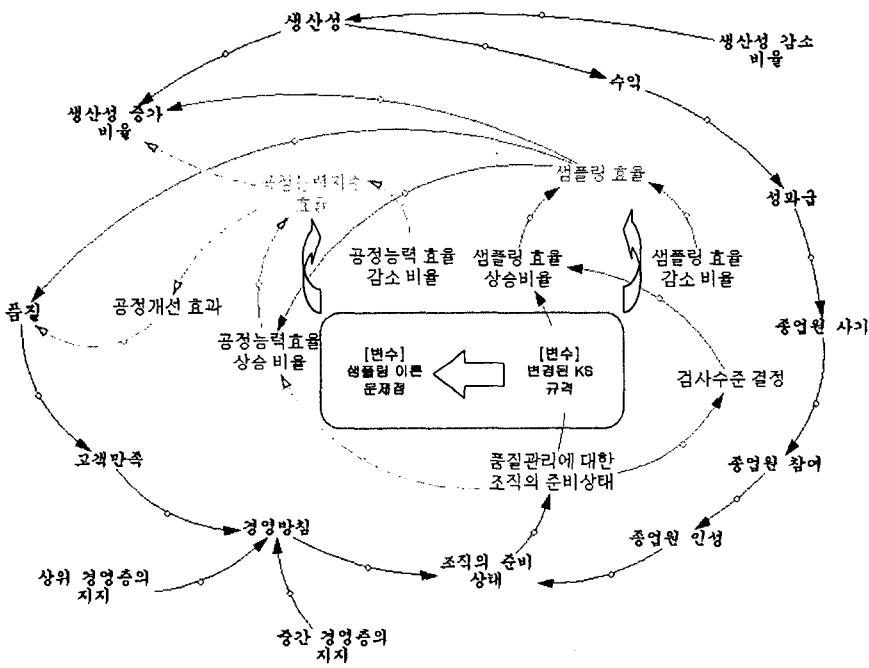 생산성
생산성 감소
비율
수익
생산성 증가
비율
샘플링 효율
공정능력지수
효율
성과급
공정능력 효율
감소 비율
샘플링 효율
상승비율
샘플링 효율
감소 비율
품질
공정개선 효과
종업원 사기
공정능력효율
상승 비율
[변수]
샘플링 이론
문제점
[변수]
변경된 KS
규격
검사수준 결정
고객만족
품질관리에 대한
조직의 준비상태
종업원 참여
경영방침
종업원 인성
조직의 준비
상태
상위 경영층의
지지
중간 경영층의
지지